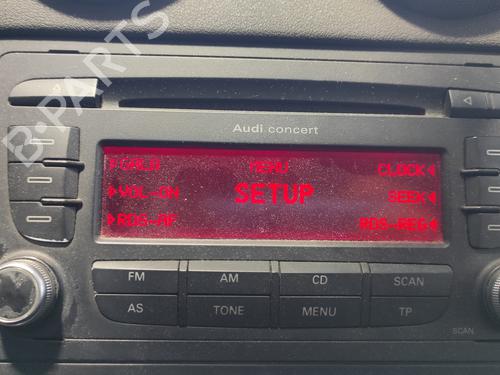 B-PARTS
Audi concert
GALA MENU CLOCK
VOL-ON SETUP SEEK
RDS-AF RDS-REG
FM AM CD SCAN
AS TONE MENU TP
SCAN